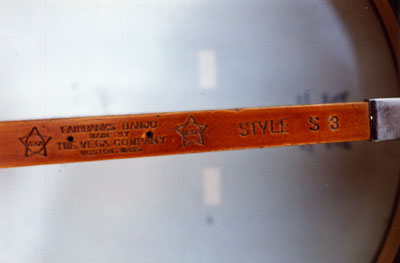 FAIRBANKS BANJO
MADE BY
THE VEGA COMPANY
BOSTON, MASS.
STYLE S 3